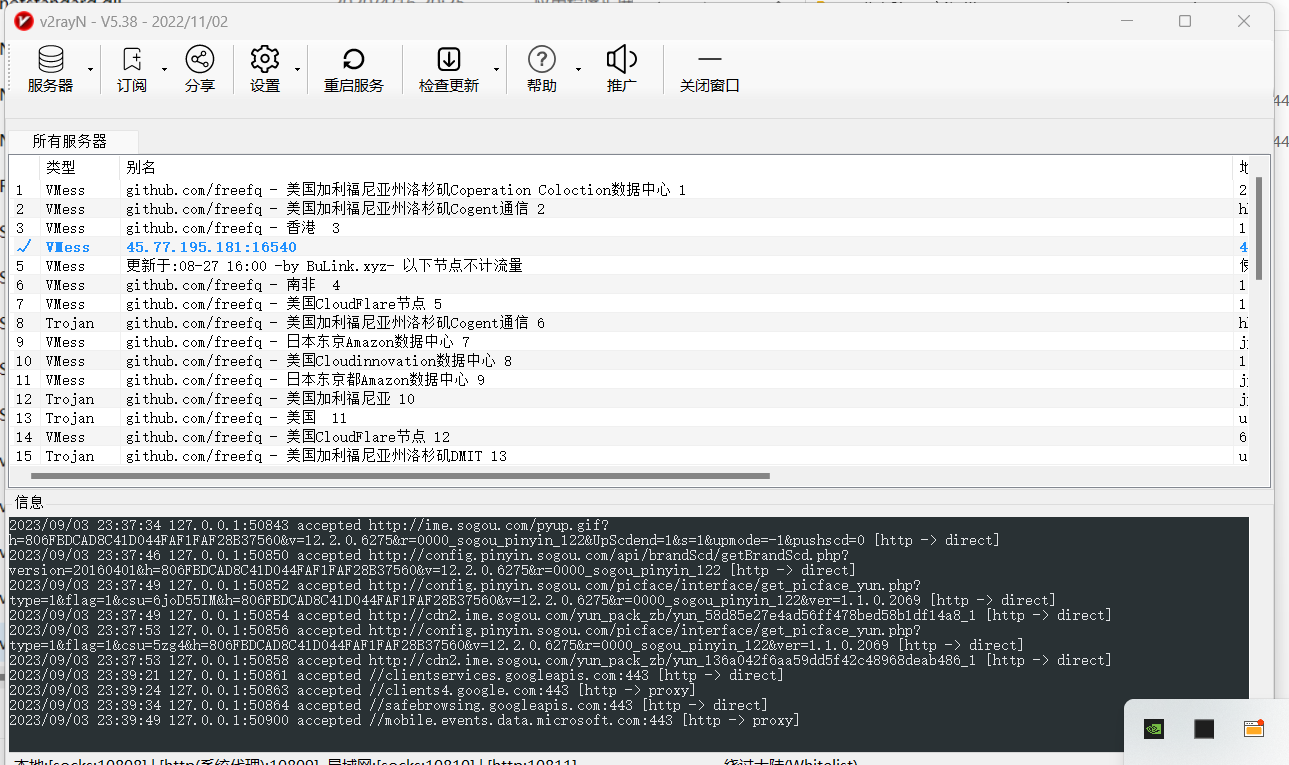 v2rayN - V5.38 - 2022/11/02
服务器 订阅 分享 设置 重启服务 检查更新 帮助 推广 关闭窗口
44
44
所有服务器
类型 别名
1 VMess github.com/freefq - 美国加利福尼亚州洛杉矶Coperation Coloction数据中心 1 2
2 VMess github.com/freefq - 美国加利福尼亚州洛杉矶Cogent通信 2 h
3 VMess github.com/freefq - 香港 3 1
VMess 45.77.195.181:16540 4
5 VMess 更新于:08-27 16:00 -by BuLink.xyz- 以下节点不计流量
6 VMess github.com/freefq - 南非 4 1
7 VMess github.com/freefq - 美国CloudFlare节点 5 1
8 Trojan github.com/freefq - 美国加利福尼亚州洛杉矶Cogent通信 6 h
9 VMess github.com/freefq - 日本东京Amazon数据中心 7 j
10 VMess github.com/freefq - 美国Cloudinnovation数据中心 8 1
11 VMess github.com/freefq - 日本东京都Amazon数据中心 9 j
12 Trojan github.com/freefq - 美国加利福尼亚 10 j
13 Trojan github.com/freefq - 美国 11 u
14 VMess github.com/freefq - 美国CloudFlare节点 12 6
15 Trojan github.com/freefq - 美国加利福尼亚州洛杉矶DMIT 13 u
信息
2023/09/03 23:37:34 127.0.0.1:50843 accepted http://ime.sogou.com/pyup.gif?
h=806FBDCAD8C41D044FAF1FAF28B37560&v=12.2.0.6275&r=0000_sogou_pinyin_122&UpScdend=1&s=1&upmode=-1&pushscd=0 [http -> direct]
2023/09/03 23:37:46 127.0.0.1:50850 accepted http://config.pinyin.sogou.com/api/brandScd/getBrandScd.php?
version=20160401&h=806FBDCAD8C41D044FAF1FAF28B37560&v=12.2.0.6275&r=0000_sogou_pinyin_122 [http -> direct]
2023/09/03 23:37:49 127.0.0.1:50852 accepted http://config.pinyin.sogou.com/picface/interface/get_picface_yun.php?
type=1&flag=1&csu=6joD55IM&h=806FBDCAD8C41D044FAF1FAF28B37560&v=12.2.0.6275&r=0000_sogou_pinyin_122&ver=1.1.0.2069 [http -> direct]
2023/09/03 23:37:49 127.0.0.1:50854 accepted http://cdn2.ime.sogou.com/yun_pack_zb/yun_58d85e27e4ad56ff478bed58b1df14a8_1 [http -> direct]
2023/09/03 23:37:53 127.0.0.1:50856 accepted http://config.pinyin.sogou.com/picface/interface/get_picface_yun.php?
type=1&flag=1&csu=5zg4&h=806FBDCAD8C41D044FAF1FAF28B37560&v=12.2.0.6275&r=0000_sogou_pinyin_122&ver=1.1.0.2069 [http -> direct]
2023/09/03 23:37:53 127.0.0.1:50858 accepted http://cdn2.ime.sogou.com/yun_pack_zb/yun_136a042f6aa59dd5f42c48968deab486_1 [http -> direct]
2023/09/03 23:39:21 127.0.0.1:50861 accepted //clientservices.googleapis.com:443 [http -> direct]
2023/09/03 23:39:24 127.0.0.1:50863 accepted //clients4.google.com:443 [http -> proxy]
2023/09/03 23:39:34 127.0.0.1:50864 accepted //safebrowsing.googleapis.com:443 [http -> direct]
2023/09/03 23:39:49 127.0.0.1:50900 accepted //mobile.events.data.microsoft.com:443 [http -> proxy]
本地:[socks:10808] | [http(系统代理):10809] 局域网:[socks:10810] | [http:10811] 绕过大陆(Whitelist)